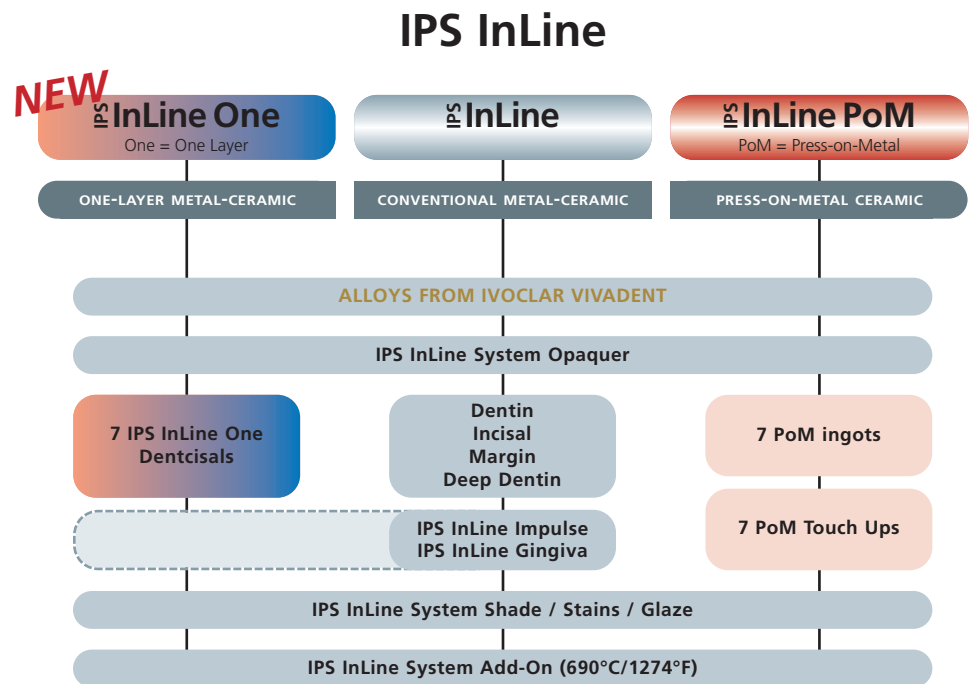 IPS InLine
NEW
IPS InLine One
One = One Layer
IPS InLine
IPS InLine PoM
PoM = Press-on-Metal
ONE-LAYER METAL-CERAMIC
CONVENTIONAL METAL-CERAMIC
PRESS-ON-METAL CERAMIC
ALLOYS FROM IVOCLAR VIVADENT
IPS InLine System Opaquer
7 IPS InLine One
Dentcisals
Dentin
Incisal
Margin
Deep Dentin
7 PoM ingots
IPS InLine Impulse
IPS InLine Gingiva
7 PoM Touch Ups
IPS InLine System Shade / Stains / Glaze
IPS InLine System Add-On (690°C/1274°F)